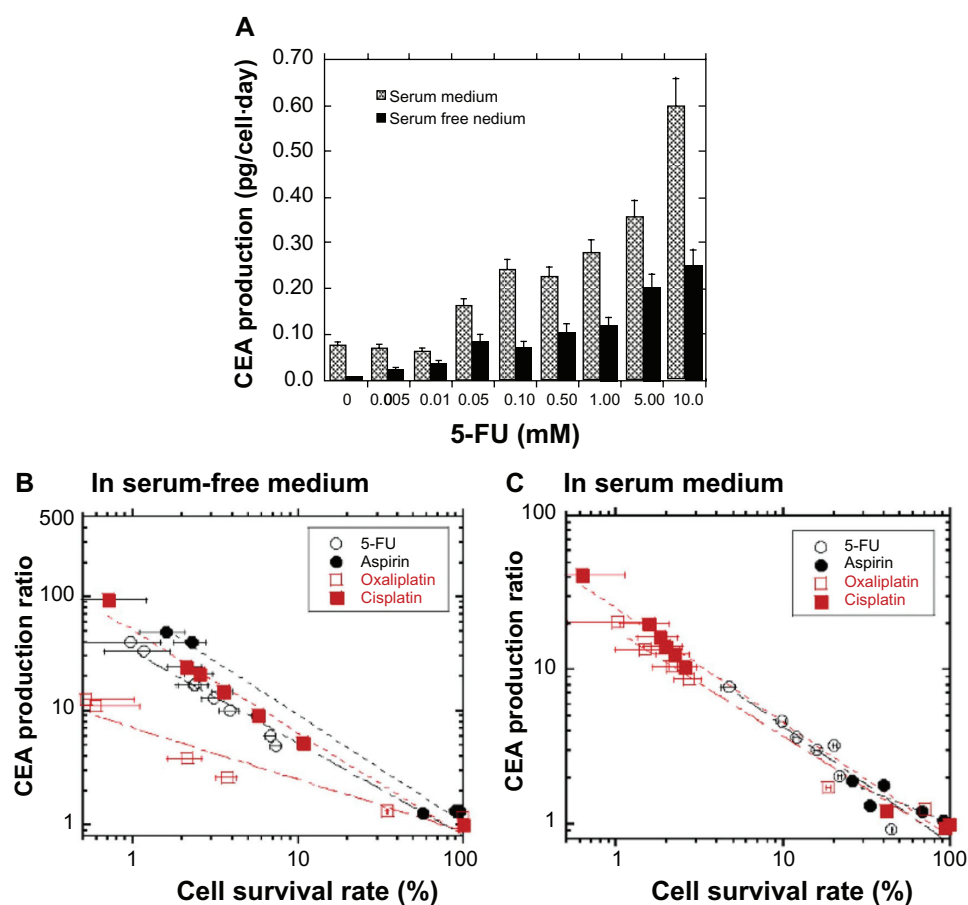 A
CEA production (pg/cell·day)
0.70
0.60
0.50
0.40
0.30
0.20
0.10
0.0
Serum medium
Serum free nedium
0 0.005 0.01 0.05 0.10 0.50 1.00 5.00 10.0
5-FU (mM)
B In serum-free medium
CEA production ratio
500
100
10
1
5-FU
Aspirin
Oxaliplatin
Cisplatin
1 10 100
Cell survival rate (%)
C In serum medium
CEA production ratio
100
10
1
5-FU
Aspirin
Oxaliplatin
Cisplatin
1 10 100
Cell survival rate (%)